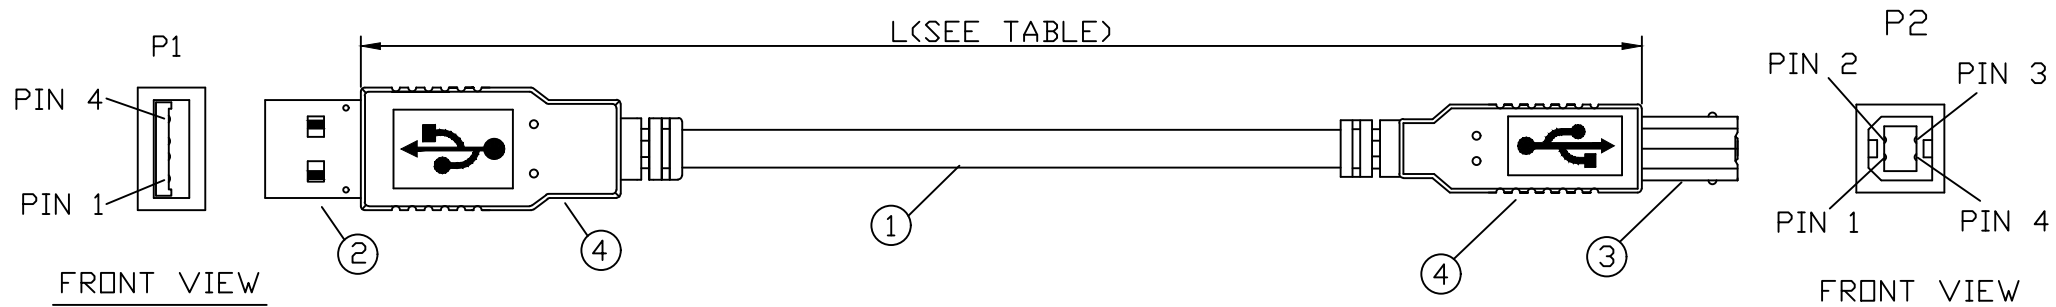 P1
L(SEE TABLE)
P2
PIN 4
PIN 1
PIN 2
PIN 3
PIN 1
PIN 4
2
4
1
4
3
FRONT VIEW
FRONT VIEW